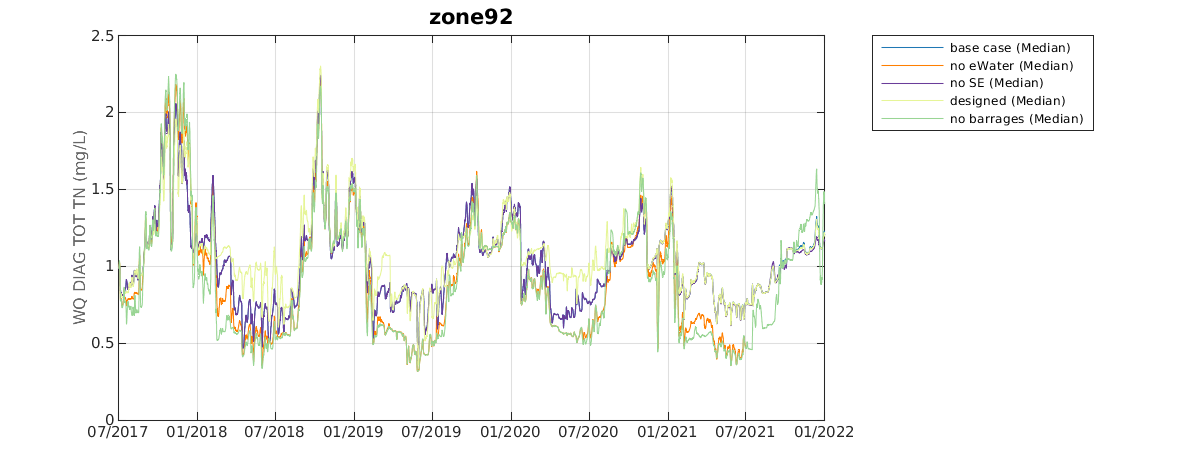 zone92
2.5
2
1.5
1
0.5
0
WQ DIAG TOT TN (mg/L)
07/2017 01/2018 07/2018 01/2019 07/2019 01/2020 07/2020 01/2021 07/2021 01/2022
base case (Median)
no eWater (Median)
no SE (Median)
designed (Median)
no barrages (Median)